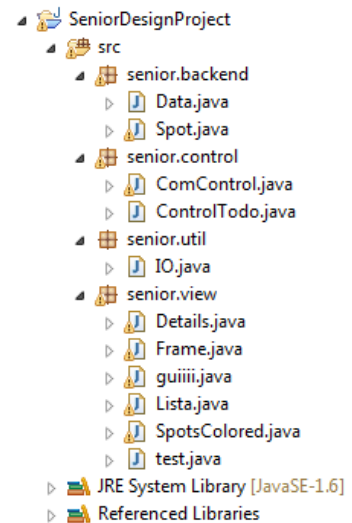 SeniorDesignProject
src
senior.backend
Data.java
Spot.java
senior.control
ComControl.java
ControlTodo.java
senior.util
IO.java
senior.view
Details.java
Frame.java
guiiii.java
Lista.java
SpotsColored.java
test.java
JRE System Library [JavaSE-1.6]
Referenced Libraries